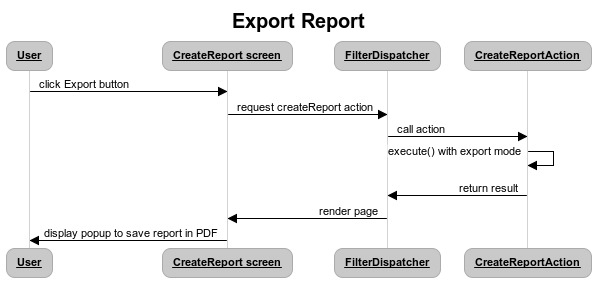 Export Report
User
CreateReport screen
FilterDispatcher
CreateReportAction
click Export button
request createReport action
call action
execute() with export mode
return result
render page
display popup to save report in PDF
User
CreateReport screen
FilterDispatcher
CreateReportAction